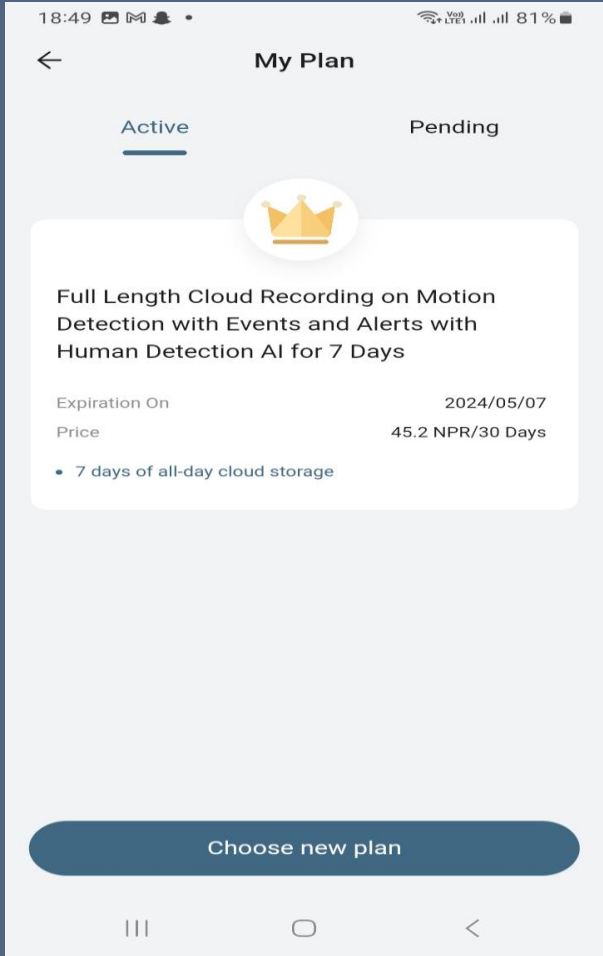 18:49 81%
My Plan
Active Pending
Full Length Cloud Recording on Motion
Detection with Events and Alerts with
Human Detection AI for 7 Days
Expiration On 2024/05/07
Price 45.2 NPR/30 Days
• 7 days of all-day cloud storage
Choose new plan